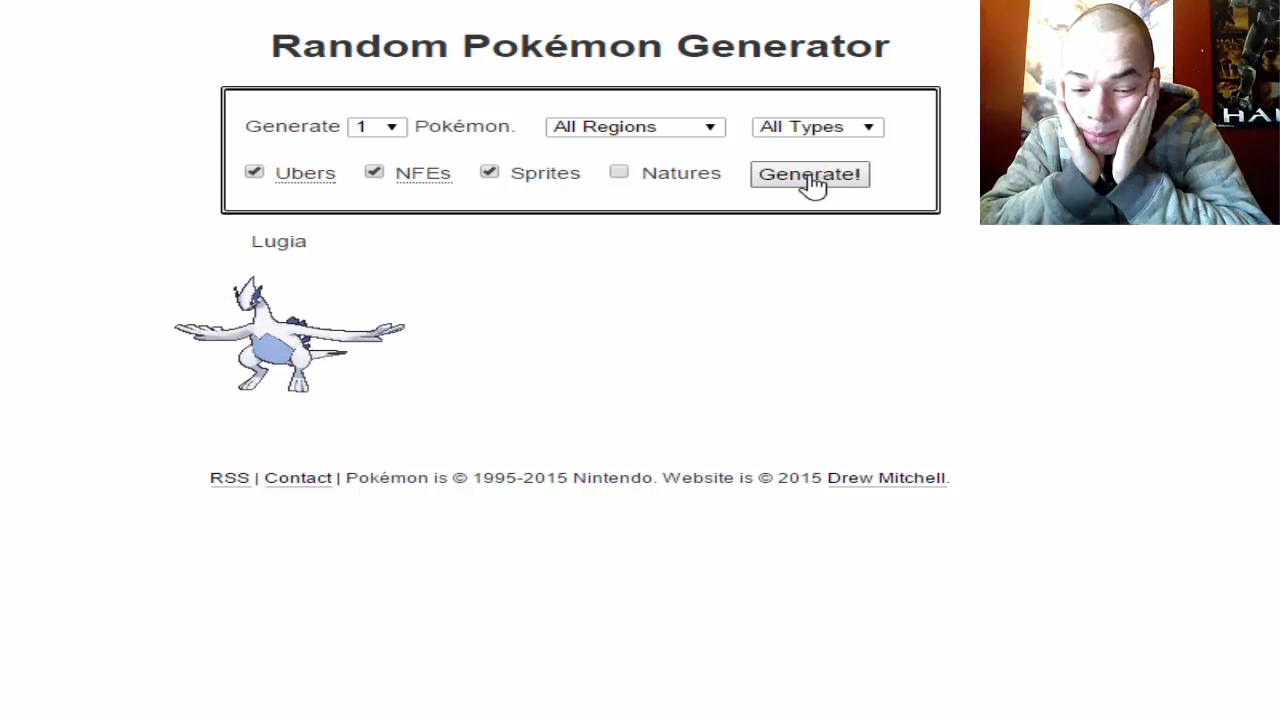 Random Pokémon Generator
Generate 1 Pokémon. All Regions All Types
Ubers NFEs Sprites Natures Generate!
Lugia
RSS | Contact | Pokémon is © 1995-2015 Nintendo. Website is © 2015 Drew Mitchell.
HAL